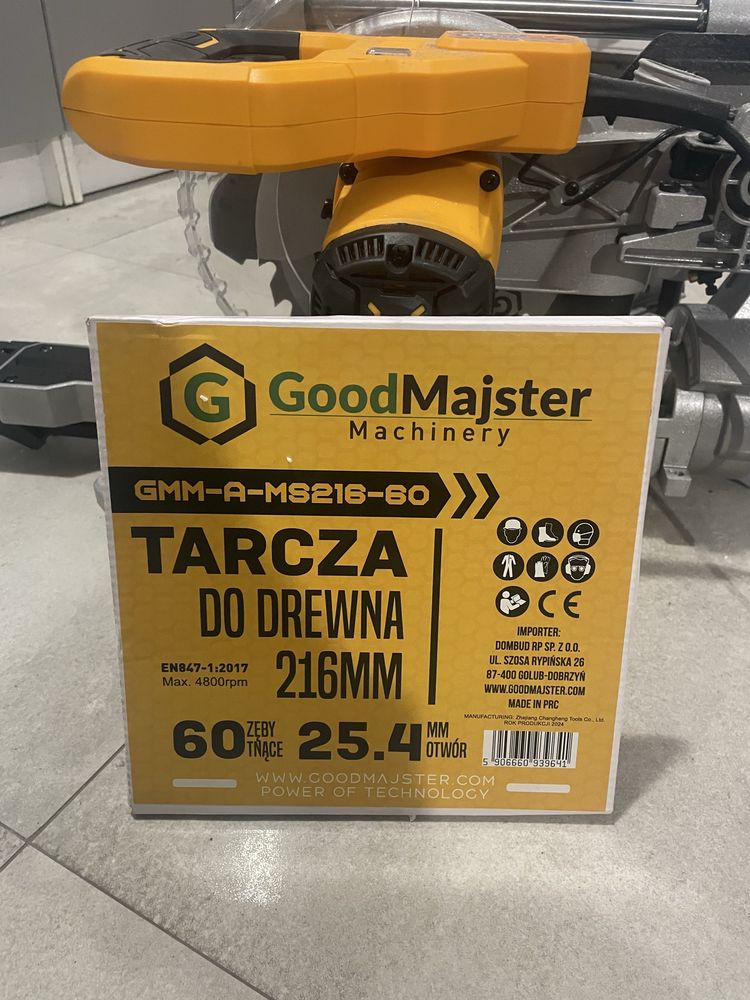 G GoodMajster
Machinery
GMM-A-MS216-60
TARCZA
DO DREWNA
216MM
EN847-1:2017
Max. 4800rpm
60 ZĘBY TNĄCE
25.4 MM OTWÓR
CE
IMPORTER:
DOMBUD RP SP. Z O.O.
UL. SZOSA RYPIŃSKA 26
87-400 GOLUB-DOBRZYŃ
WWW.GOODMAJSTER.COM
MADE IN PRC
MANUFACTURING: Zhejiang Changheng Tools Co., Ltd.
ROK PRODUKCJI 2024
5 906660 939641
WWW.GOODMAJSTER.COM
POWER OF TECHNOLOGY